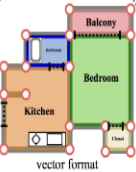 Balcony
Bathroom
Bedroom
Kitchen
Closet
vector format